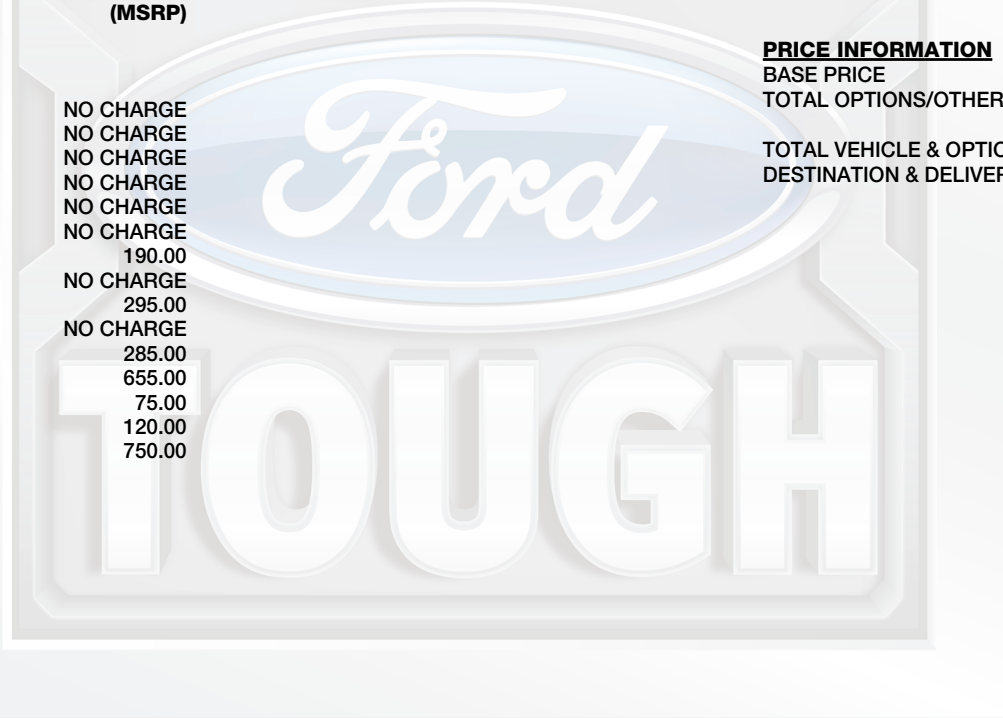 (MSRP)
NO CHARGE
NO CHARGE
NO CHARGE
NO CHARGE
NO CHARGE
NO CHARGE
190.00
NO CHARGE
295.00
NO CHARGE
285.00
655.00
75.00
120.00
750.00
PRICE INFORMATION
BASE PRICE
TOTAL OPTIONS/OTHER
TOTAL VEHICLE & OPTIO
DESTINATION & DELIVER
Ford
TOUGH